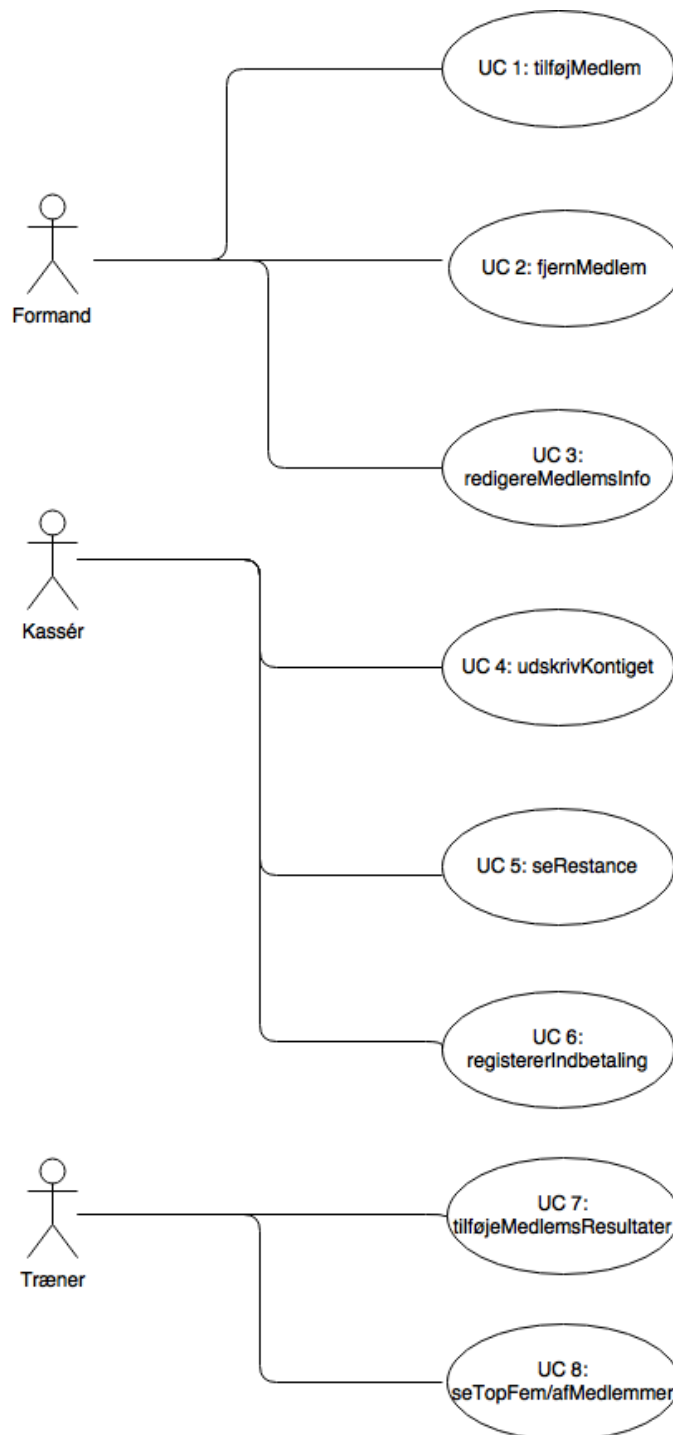 UC 1: tilføjMedlem
Formand
UC 2: fjernMedlem
UC 3:
redigereMedlemsInfo
Kassér
UC 4: udskrivKontiget
UC 5: seRestance
UC 6:
registererIndbetaling
Træner
UC 7:
tilføjeMedlemsResultater
UC 8:
seTopFem/afMedlemmer